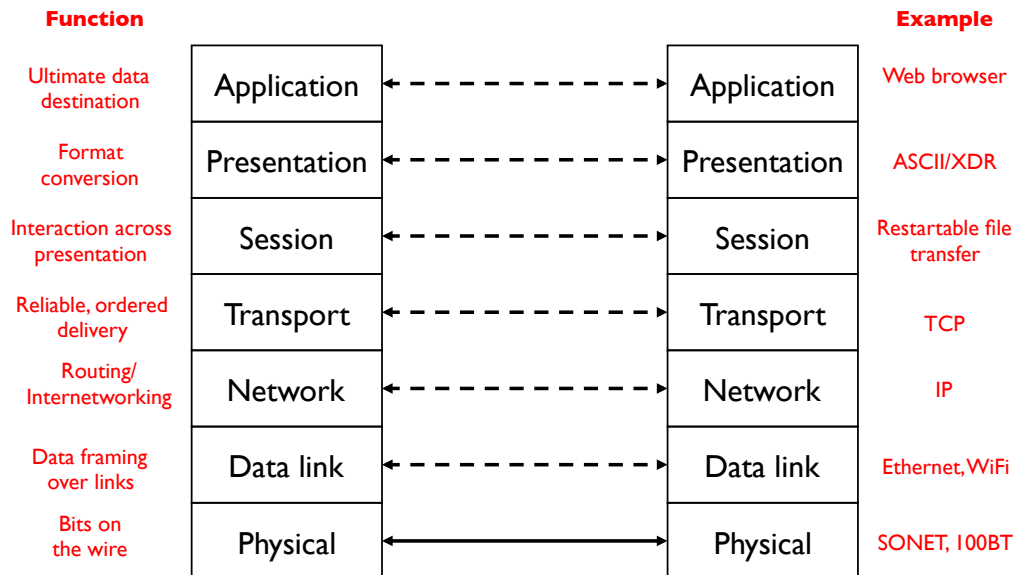 Function
Example
Ultimate data
destination
Application
Application
Web browser
Format
conversion
Presentation
Presentation
ASCII/XDR
Interaction across
presentation
Session
Session
Restartable file
transfer
Reliable, ordered
delivery
Transport
Transport
TCP
Routing/
Internetworking
Network
Network
IP
Data framing
over links
Data link
Data link
Ethernet, WiFi
Bits on
the wire
Physical
Physical
SONET, 100BT